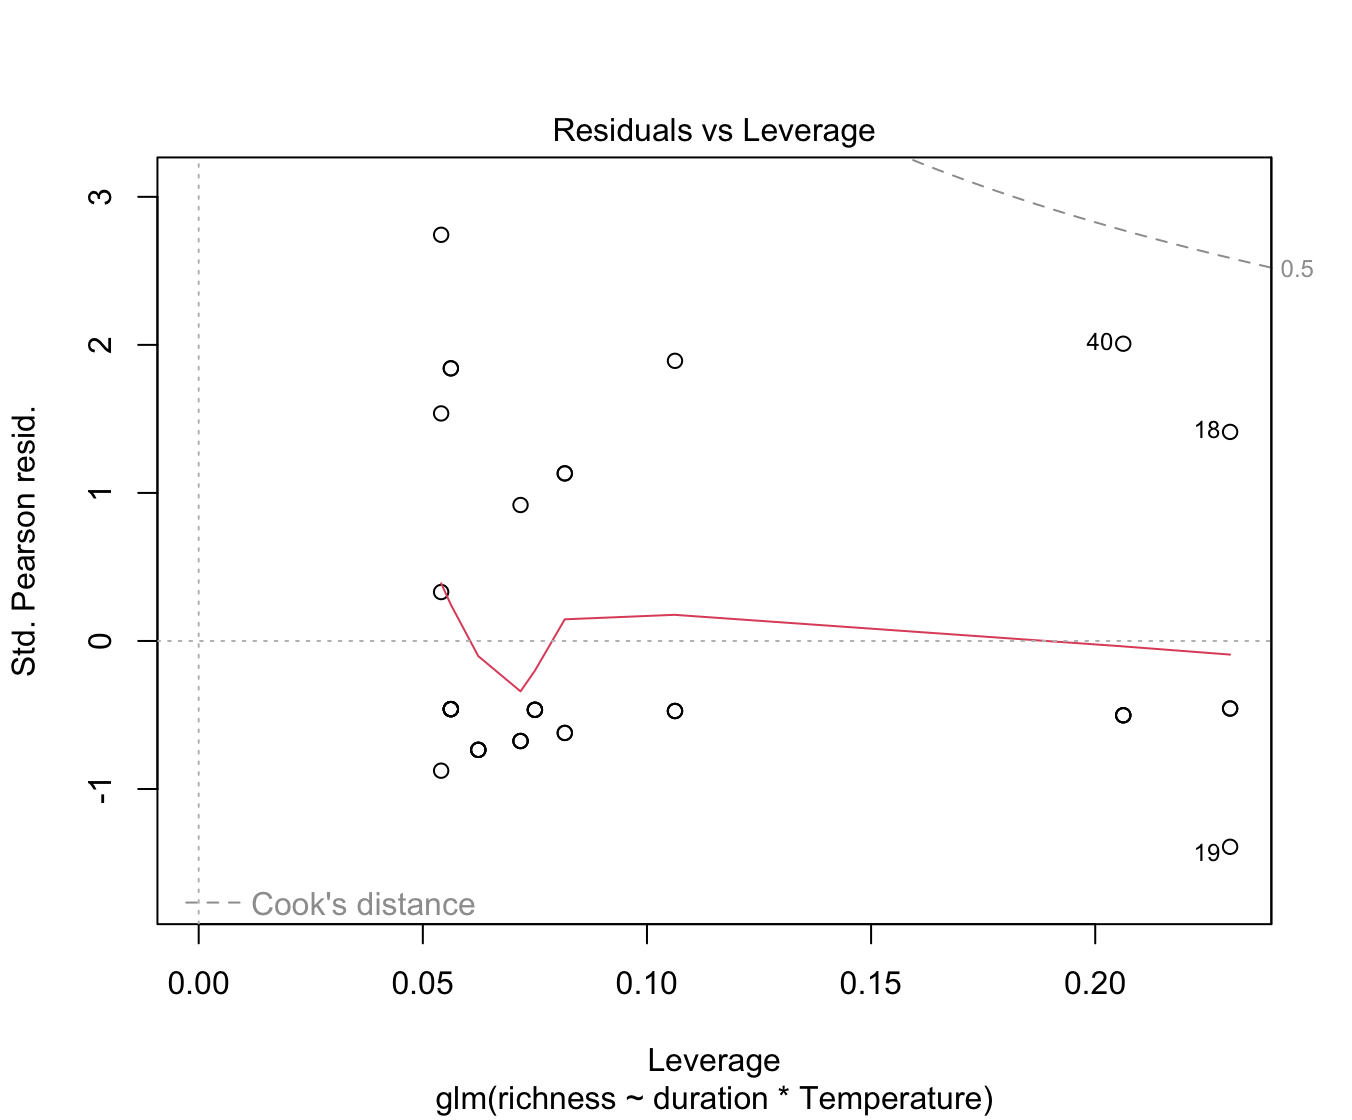 Residuals vs Leverage
Std. Pearson resid.
3
2
1
0
-1
0.5
40
18
19
Cook's distance
0.00 0.05 0.10 0.15 0.20
Leverage
glm(richness ~ duration * Temperature)